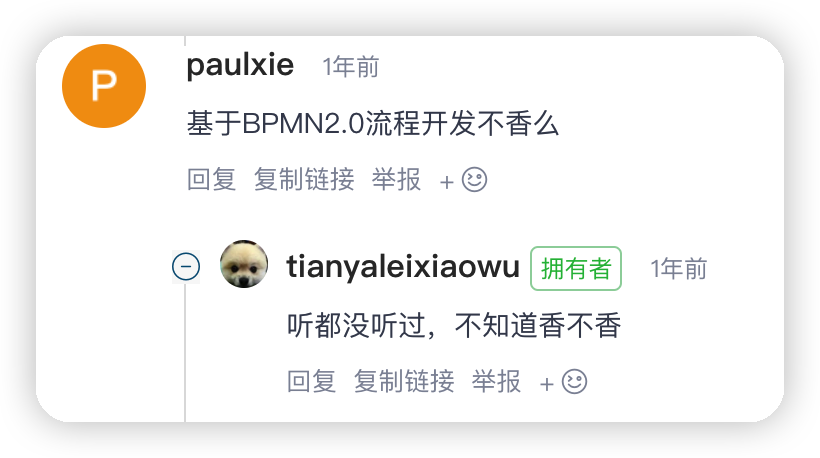 P
paulxie 1年前
基于BPMN2.0流程开发不香么
回复 复制链接 举报 +
tianyaleixiaowu 拥有者 1年前
听都没听过，不知道香不香
回复 复制链接 举报 +